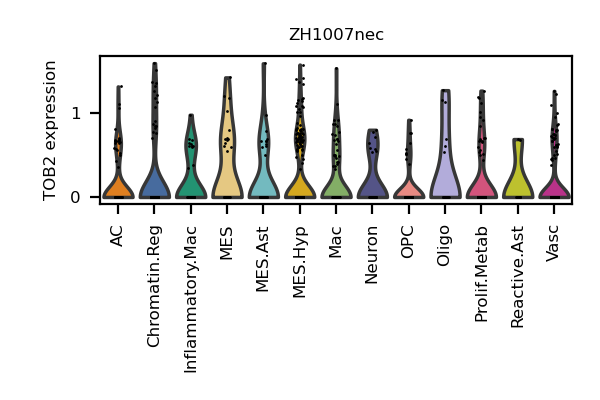 ZH1007nec
TOB2 expression
1
0
AC
Chromatin.Reg
Inflammatory.Mac
MES
MES.Ast
MES.Hyp
Mac
Neuron
OPC
Oligo
Prolif.Metab
Reactive.Ast
Vasc